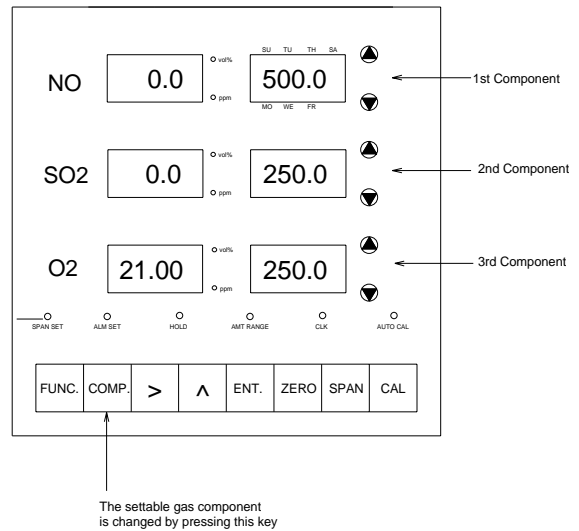 SU TU TH SA
NO 0.0 vol% ppm 500.0
MO WE FR
1st Component
SO2 0.0 vol% ppm 250.0
2nd Component
O2 21.00 vol% ppm 250.0
3rd Component
SPAN SET ALM SET HOLD AMT RANGE CLK AUTO CAL
FUNC. COMP. > ^ ENT. ZERO SPAN CAL
The settable gas component
is changed by pressing this key